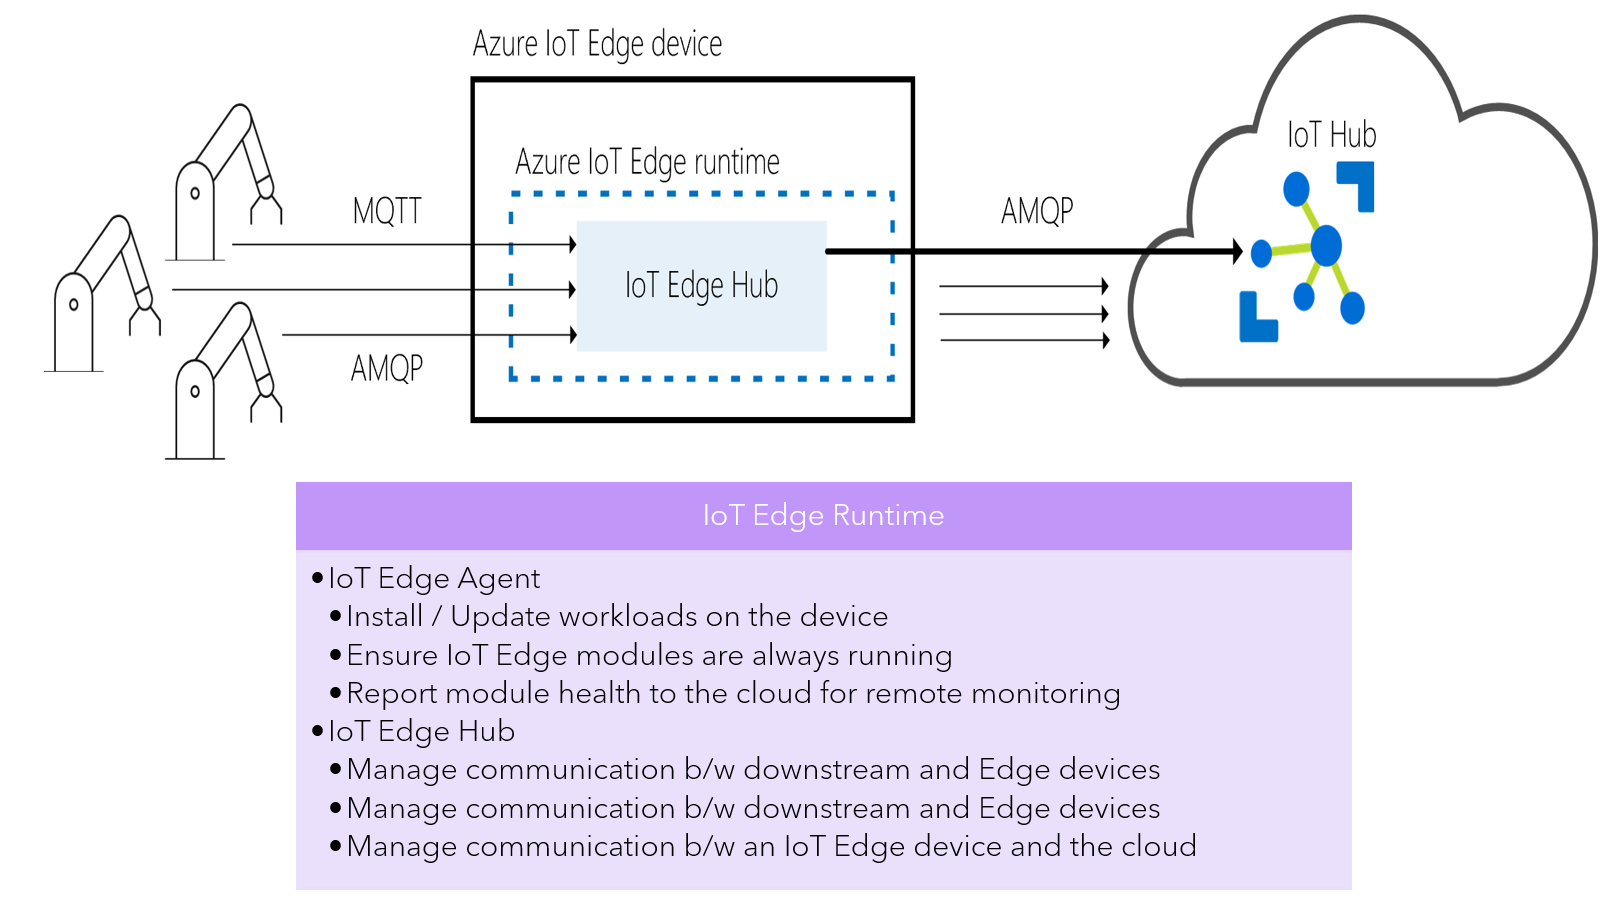 Azure IoT Edge device
IoT Hub
Azure IoT Edge runtime
MQTT
AMQP
IoT Edge Hub
AMQP
IoT Edge Runtime
•IoT Edge Agent
•Install / Update workloads on the device
•Ensure IoT Edge modules are always running
•Report module health to the cloud for remote monitoring
•IoT Edge Hub
•Manage communication b/w downstream and Edge devices
•Manage communication b/w downstream and Edge devices
•Manage communication b/w an IoT Edge device and the cloud